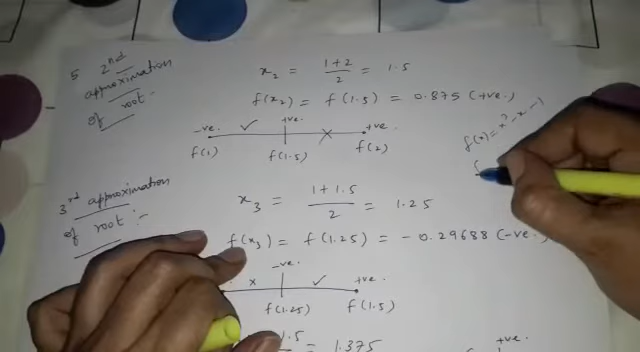 5 2nd
approximation
of root.
x₂ = 1+2/2 = 1.5
f(x₂) = f(1.5) = 0.875 (+ve.)
-ve. ✓ +ve. × +ve.
f(1) f(1.5) f(2)
f(x) = x³-x-1
f
3rd approximation
of root :-
x₃ = 1+1.5/2 = 1.25
f(x₃) = f(1.25) = - 0.29688 (-ve.
-ve.
× ✓ +ve.
f(1.25) f(1.5)
1.5 = 1.375
+ve.